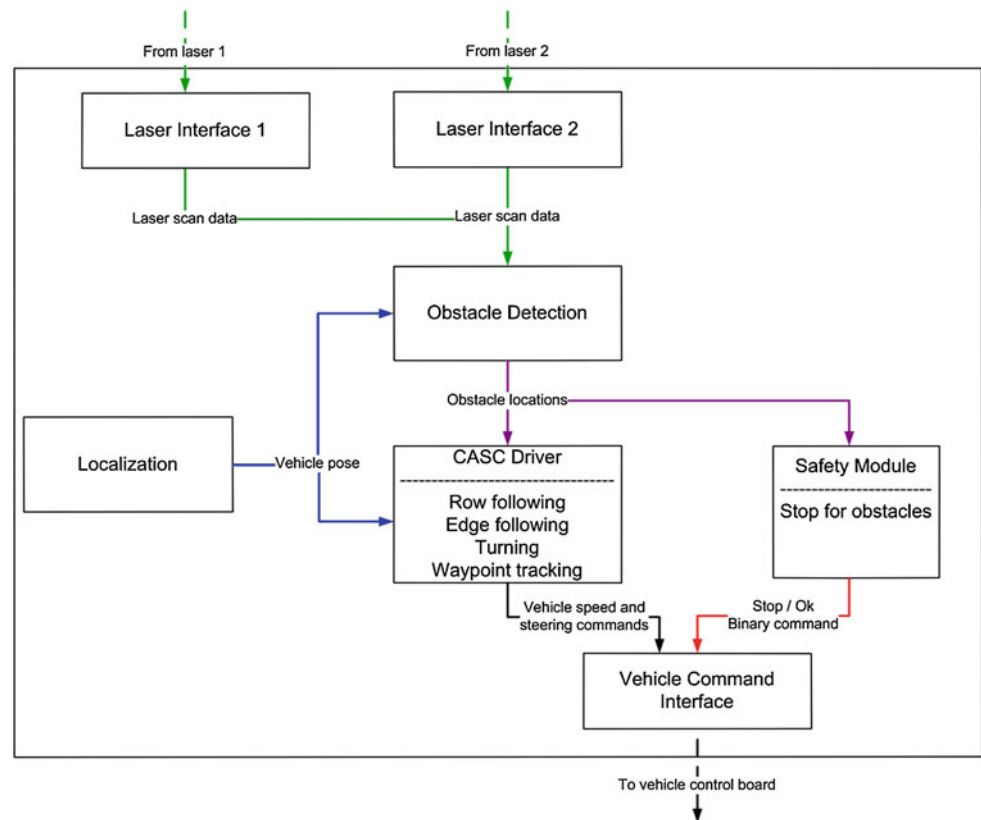 From laser 1
From laser 2
Laser Interface 1
Laser Interface 2
Laser scan data
Laser scan data
Obstacle Detection
Obstacle locations
Localization
Vehicle pose
CASC Driver
Row following
Edge following
Turning
Waypoint tracking
Safety Module
Stop for obstacles
Vehicle speed and
steering commands
Stop / Ok
Binary command
Vehicle Command
Interface
To vehicle control board